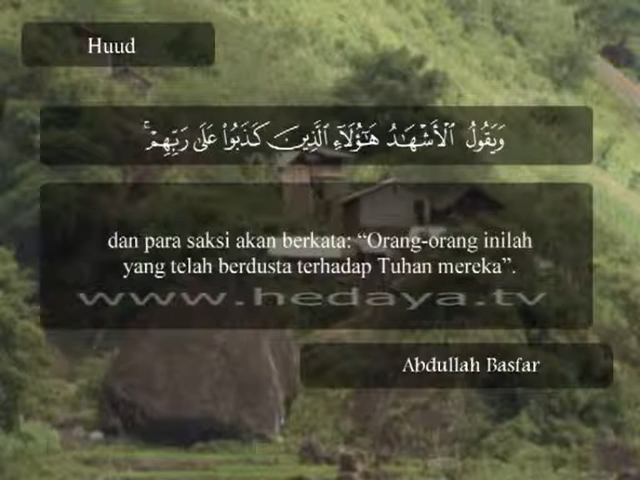 Huud
وَيَقُولُ ٱلْأَشْهَـٰدُ هَـٰٓؤُلَآءِ ٱلَّذِينَ كَذَبُوا۟ عَلَىٰ رَبِّهِمْ ۚ
dan para saksi akan berkata: “Orang-orang inilah
yang telah berdusta terhadap Tuhan mereka”.
www.hedaya.tv
Abdullah Basfar